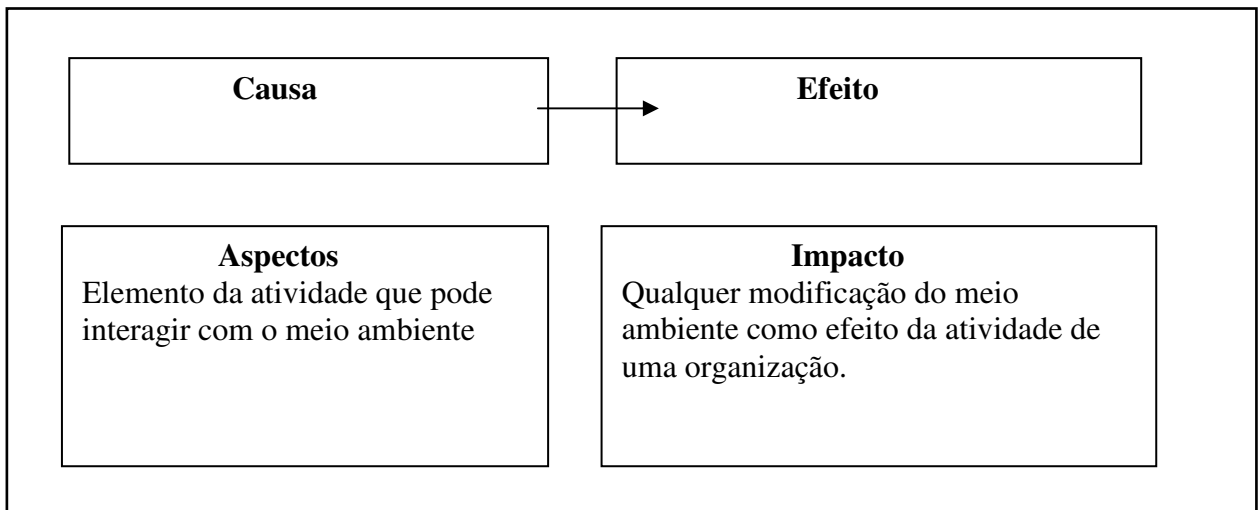 Causa
Efeito
Aspectos
Elemento da atividade que pode
interagir com o meio ambiente
Impacto
Qualquer modificação do meio
ambiente como efeito da atividade de
uma organização.